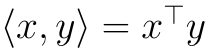 ⟨x, y⟩ = x⊤y